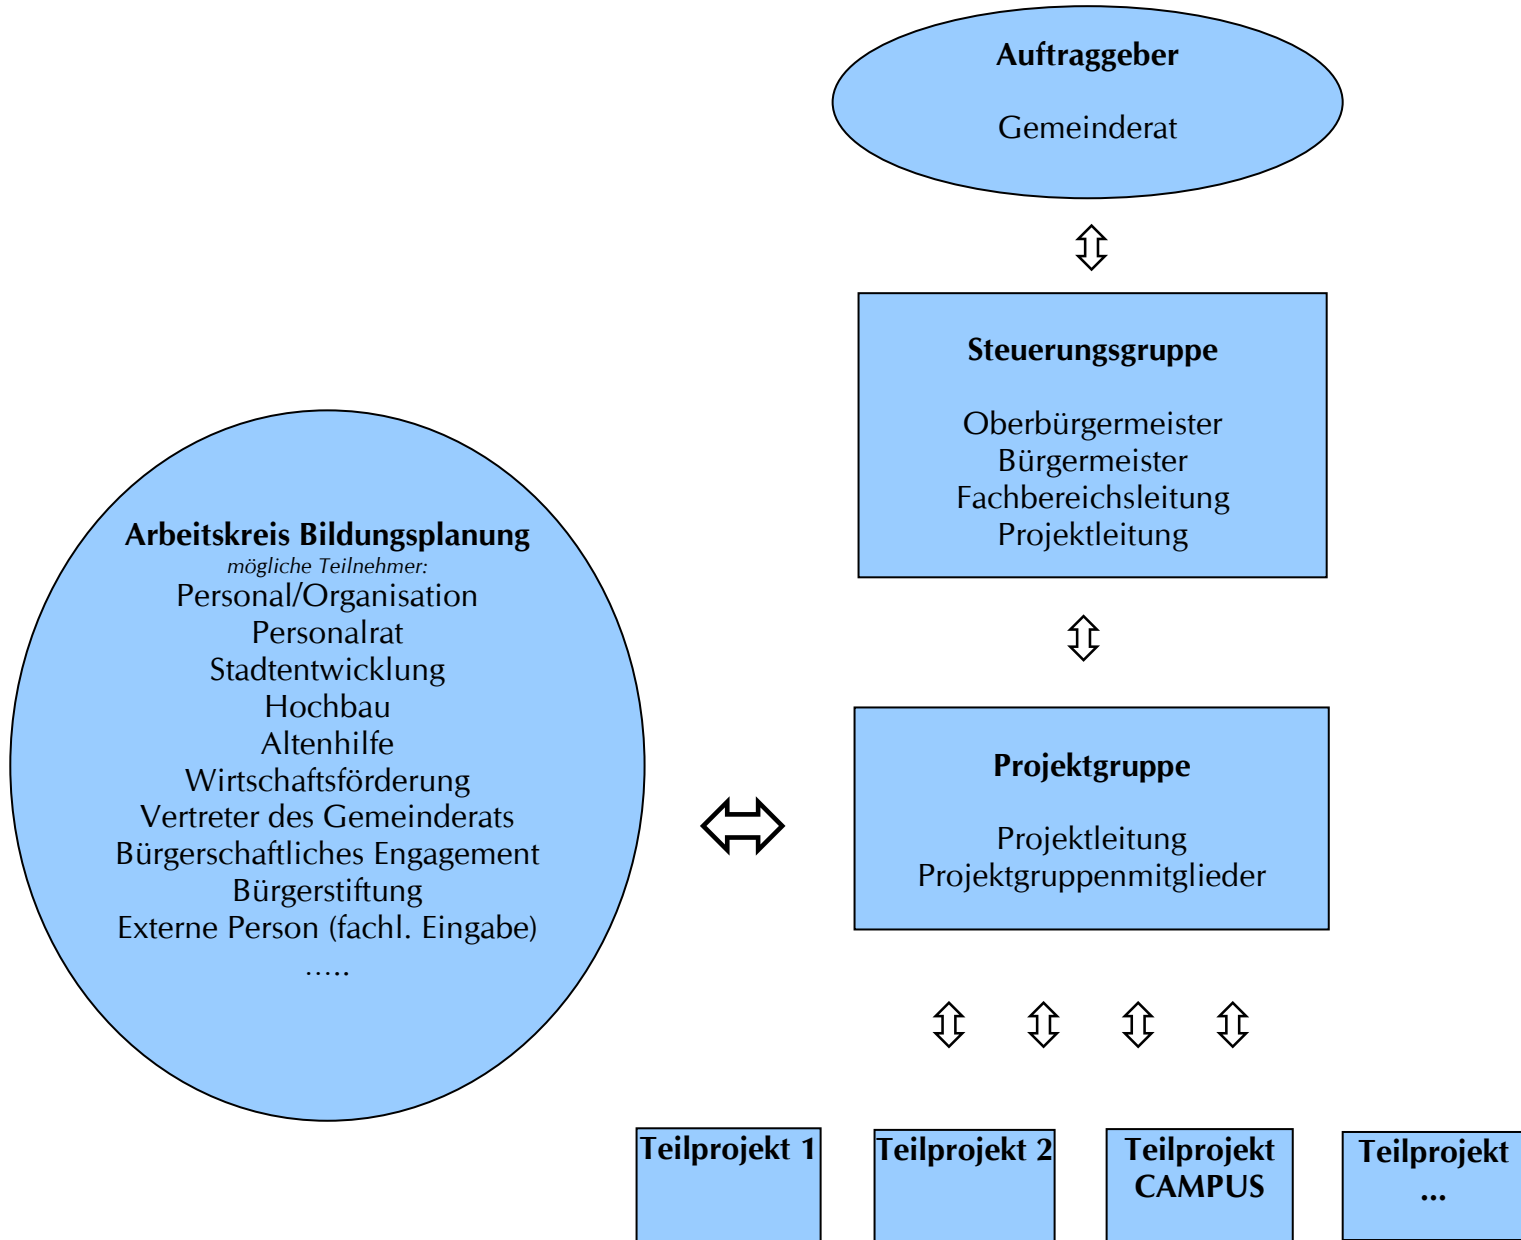 Auftraggeber
Gemeinderat
Steuerungsgruppe
Oberbürgermeister
Bürgermeister
Fachbereichsleitung
Projektleitung
Arbeitskreis Bildungsplanung
mögliche Teilnehmer:
Personal/Organisation
Personalrat
Stadtentwicklung
Hochbau
Altenhilfe
Wirtschaftsförderung
Vertreter des Gemeinderats
Bürgerschaftliches Engagement
Bürgerstiftung
Externe Person (fachl. Eingabe)
.....
Projektgruppe
Projektleitung
Projektgruppenmitglieder
Teilprojekt 1
Teilprojekt 2
Teilprojekt
CAMPUS
Teilprojekt
...